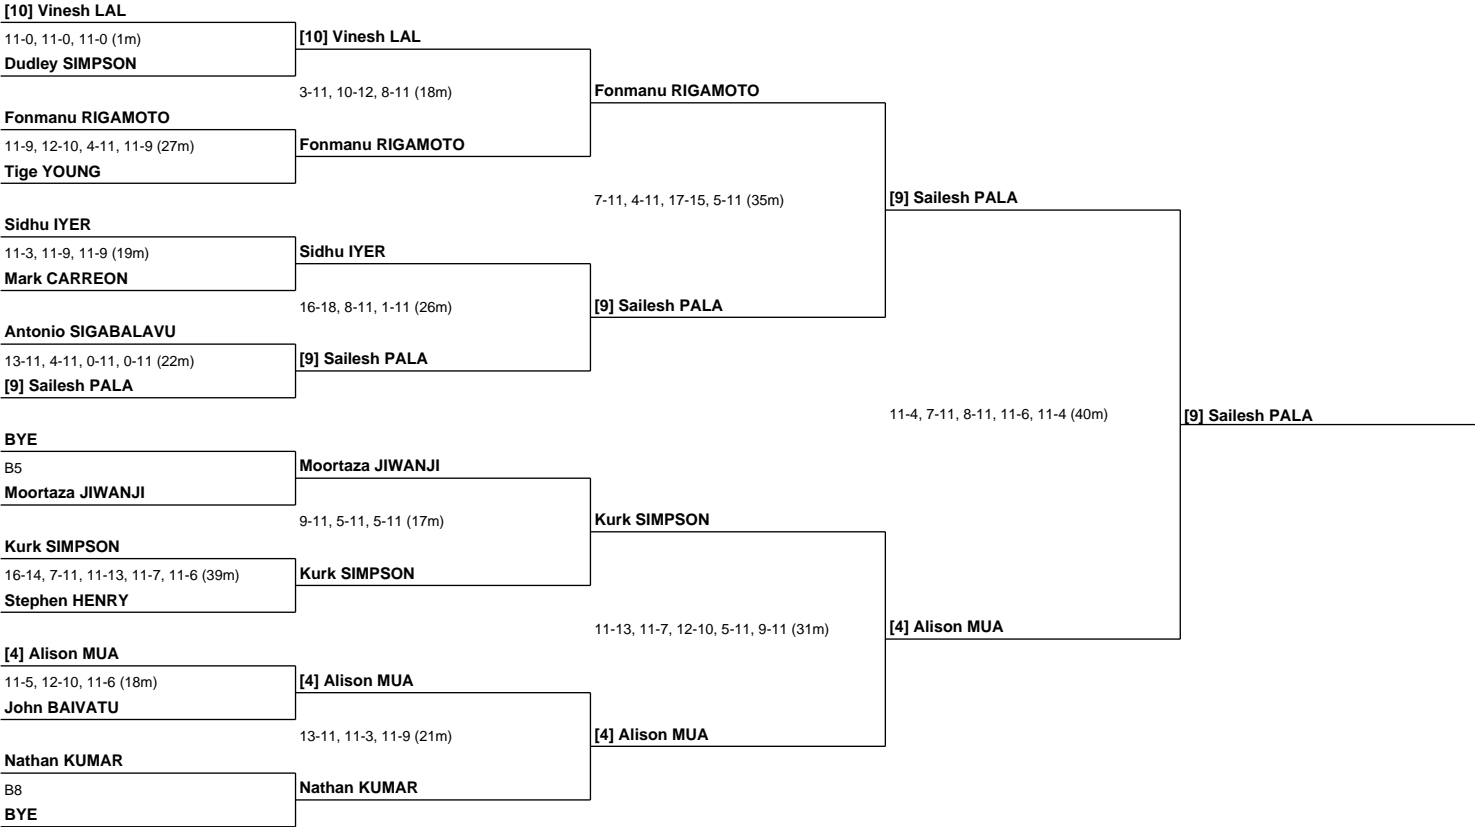 [10] Vinesh LAL
11-0, 11-0, 11-0 (1m)
Dudley SIMPSON
Fonmanu RIGAMOTO
11-9, 12-10, 4-11, 11-9 (27m)
Tige YOUNG
Sidhu IYER
11-3, 11-9, 11-9 (19m)
Mark CARREON
Antonio SIGABALAVU
13-11, 4-11, 0-11, 0-11 (22m)
[9] Sailesh PALA
BYE
B5
Moortaza JIWANJI
Kurk SIMPSON
16-14, 7-11, 11-13, 11-7, 11-6 (39m)
Stephen HENRY
[4] Alison MUA
11-5, 12-10, 11-6 (18m)
John BAIVATU
Nathan KUMAR
B8
BYE
[10] Vinesh LAL
3-11, 10-12, 8-11 (18m)
Fonmanu RIGAMOTO
Sidhu IYER
16-18, 8-11, 1-11 (26m)
[9] Sailesh PALA
Moortaza JIWANJI
9-11, 5-11, 5-11 (17m)
Kurk SIMPSON
[4] Alison MUA
13-11, 11-3, 11-9 (21m)
Nathan KUMAR
Fonmanu RIGAMOTO
7-11, 4-11, 17-15, 5-11 (35m)
[9] Sailesh PALA
Kurk SIMPSON
11-13, 11-7, 12-10, 5-11, 9-11 (31m)
[4] Alison MUA
[9] Sailesh PALA
11-4, 7-11, 8-11, 11-6, 11-4 (40m)
[4] Alison MUA
[9] Sailesh PALA